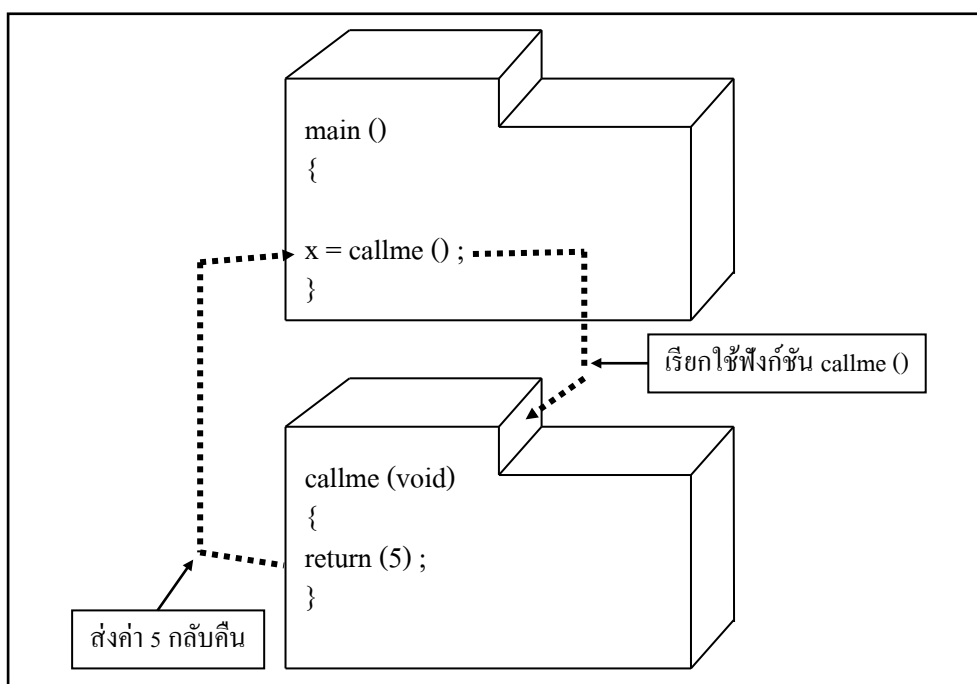 main ()
{
x = callme () ;
}
เรียกใช้ฟังก์ชัน callme ()
callme (void)
{
return (5) ;
}
ส่งค่า 5 กลับคืน